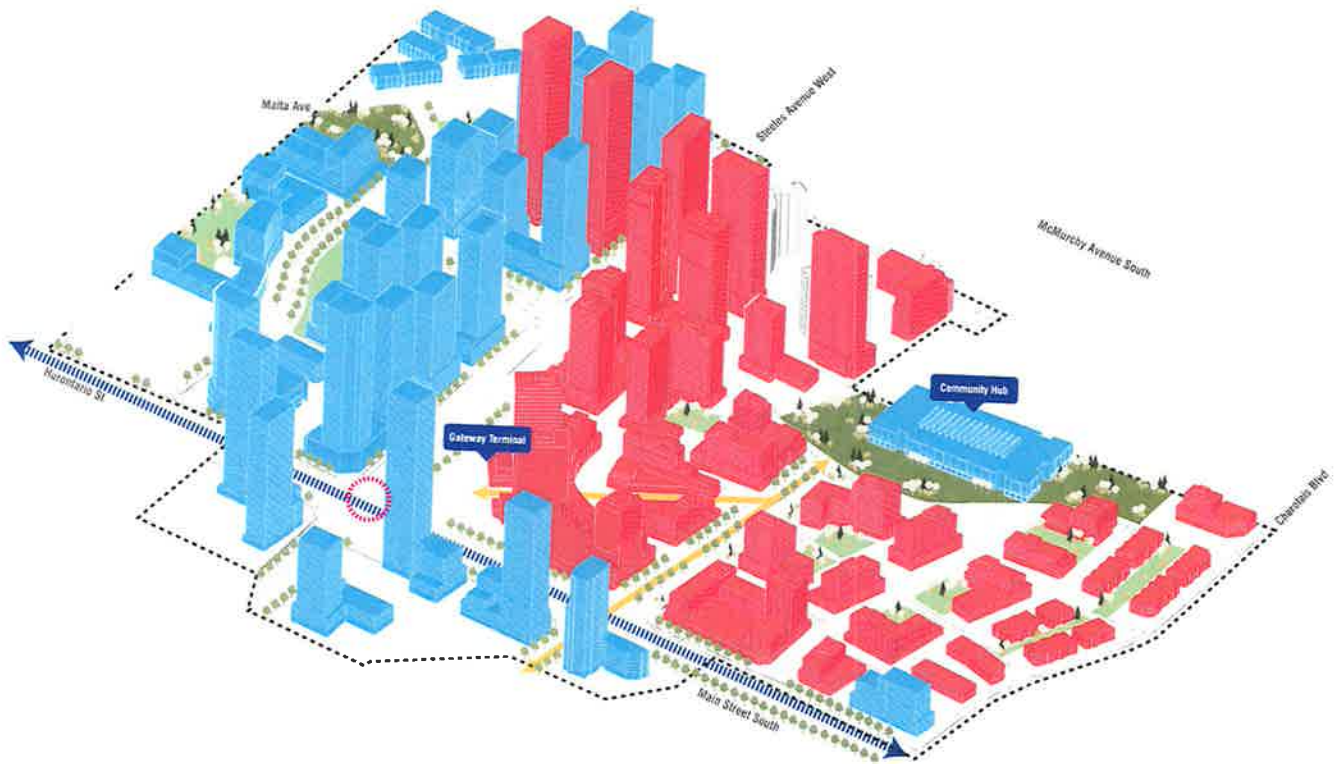 Malta Ave
Steeles Avenue West
McMurchy Avenue South
Hurontario St
Community Hub
Gateway Terminal
Charolais Blvd
Main Street South